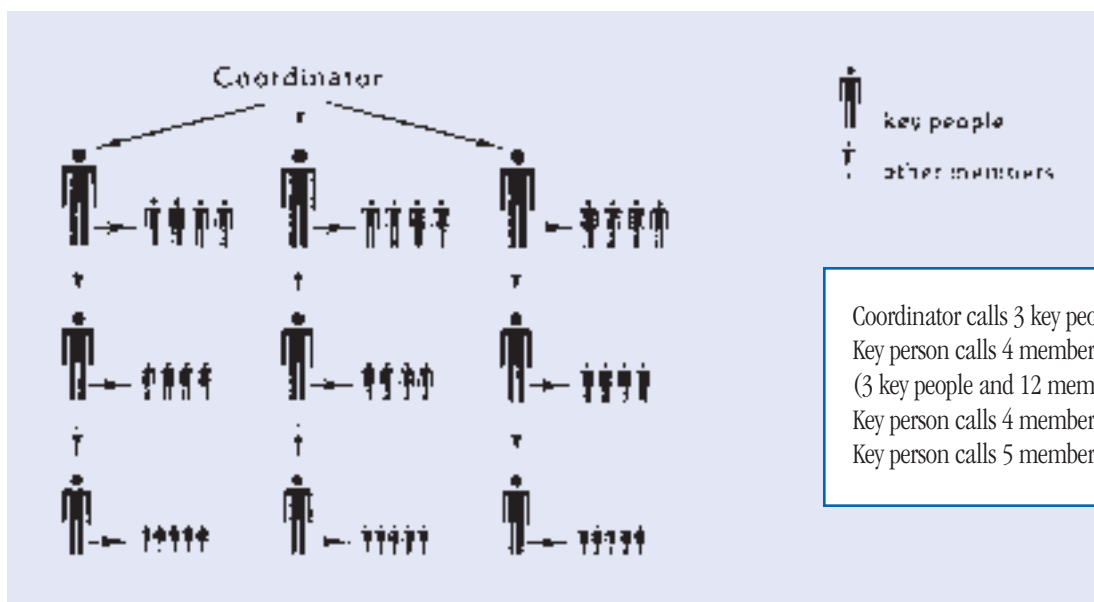 Coordinator
key people
other members
Coordinator calls 3 key peo
Key person calls 4 member
(3 key people and 12 mem
Key person calls 4 member
Key person calls 5 member